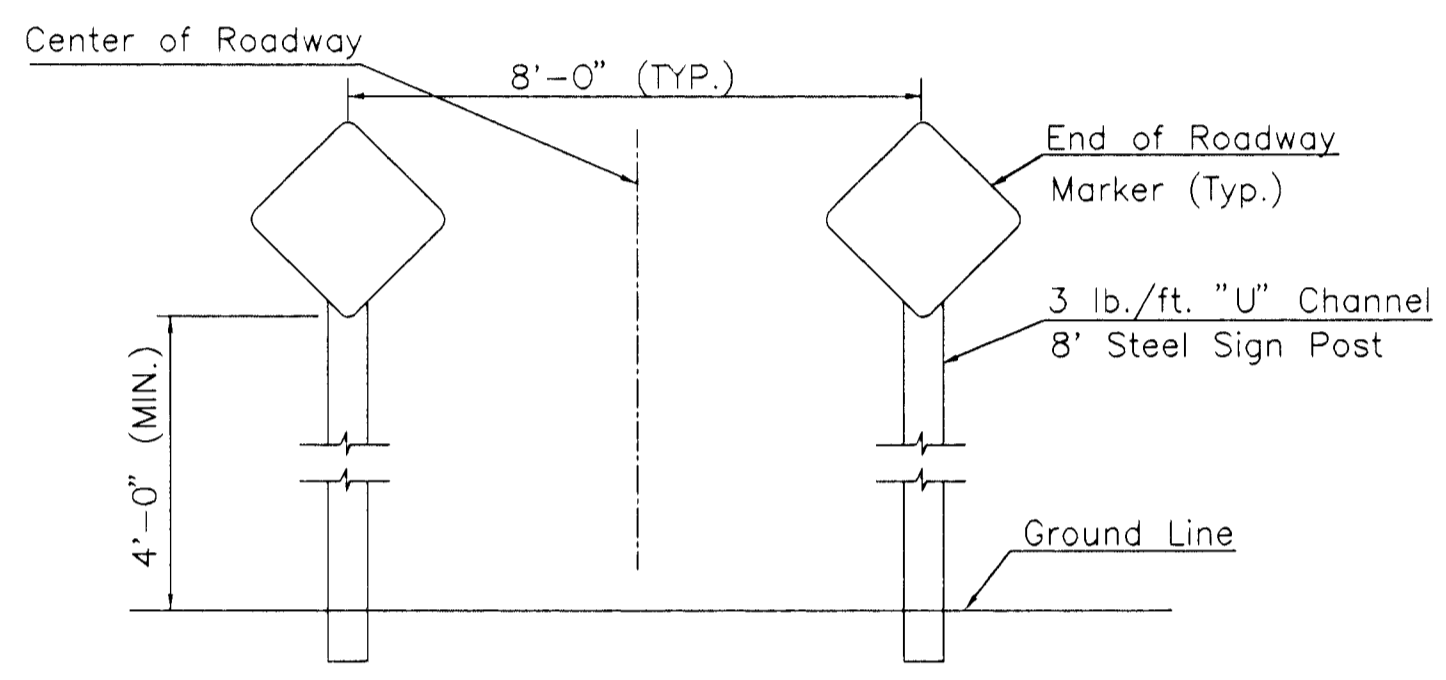 Center of Roadway
8'-0" (TYP.)
End of Roadway
Marker (Typ.)
3 lb./ft. "U" Channel
8' Steel Sign Post
4'-0" (MIN.)
Ground Line